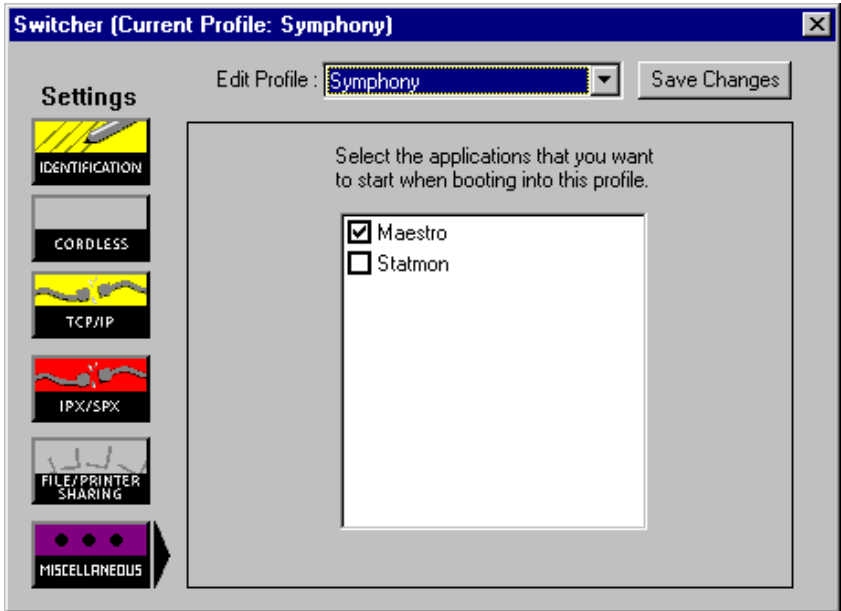 Switcher (Current Profile: Symphony)
Edit Profile : Symphony
Save Changes
Settings
IDENTIFICATION
CORDLESS
TCP/IP
IPX/SPX
FILE/PRINTER
SHARING
MISCELLANEOUS
Select the applications that you want
to start when booting into this profile.
Maestro
Statmon